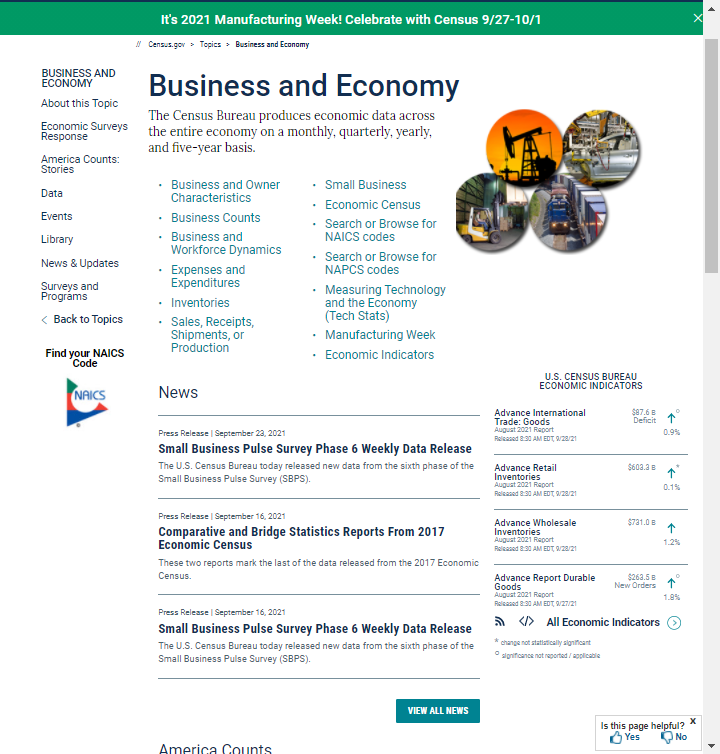 It's 2021 Manufacturing Week! Celebrate with Census 9/27-10/1
// Census.gov > Topics > Business and Economy
BUSINESS AND
ECONOMY
About this Topic
Economic Surveys
Response
America Counts:
Stories
Data
Events
Library
News & Updates
Surveys and
Programs
Back to Topics
Find your NAICS
Code
NAICS
Business and Economy
The Census Bureau produces economic data across
the entire economy on a monthly, quarterly, yearly,
and five-year basis.
• Business and Owner
Characteristics
• Business Counts
• Business and
Workforce Dynamics
• Expenses and
Expenditures
• Inventories
• Sales, Receipts,
Shipments, or
Production
• Small Business
• Economic Census
• Search or Browse for
NAICS codes
• Search or Browse for
NAPCS codes
• Measuring Technology
and the Economy
(Tech Stats)
• Manufacturing Week
• Economic Indicators
News
Press Release | September 23, 2021
Small Business Pulse Survey Phase 6 Weekly Data Release
The U.S. Census Bureau today released new data from the sixth phase of the
Small Business Pulse Survey (SBPS).
Press Release | September 16, 2021
Comparative and Bridge Statistics Reports From 2017
Economic Census
These two reports mark the last of the data released from the 2017 Economic
Census.
Press Release | September 16, 2021
Small Business Pulse Survey Phase 6 Weekly Data Release
The U.S. Census Bureau today released new data from the sixth phase of the
Small Business Pulse Survey (SBPS).
VIEW ALL NEWS
America Counts
U.S. CENSUS BUREAU
ECONOMIC INDICATORS
Advance International
Trade: Goods
August 2021 Report
Released 8:30 AM EDT, 9/28/21
$87.6 B
Deficit
0.9%
Advance Retail
Inventories
August 2021 Report
Released 8:30 AM EDT, 9/28/21
$603.3 B
*
0.1%
Advance Wholesale
Inventories
August 2021 Report
Released 8:30 AM EDT, 9/28/21
$731.0 B
1.2%
Advance Report Durable
Goods
August 2021 Report
Released 8:30 AM EDT, 9/27/21
$263.5 B
New Orders
1.8%
</> All Economic Indicators
* change not statistically significant
o significance not reported / applicable
Is this page helpful? X
Yes No